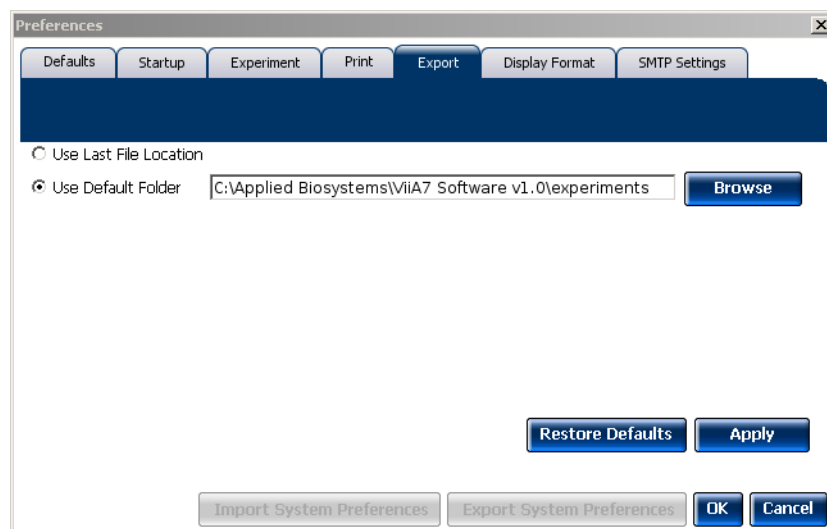 Preferences
Defaults Startup Experiment Print Export Display Format SMTP Settings
Use Last File Location
Use Default Folder C:\Applied Biosystems\ViiA7 Software v1.0\experiments Browse
Restore Defaults Apply
Import System Preferences Export System Preferences OK Cancel